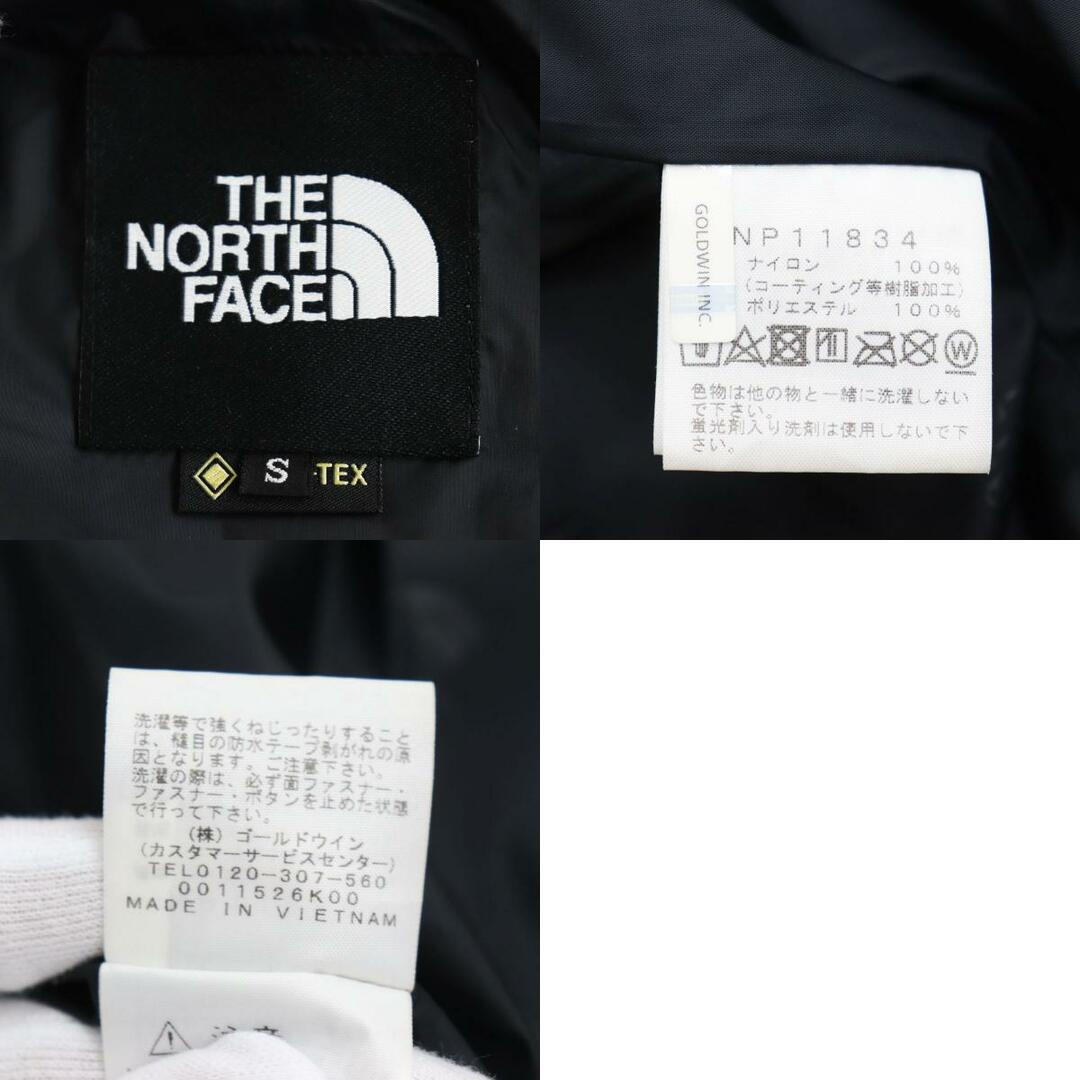 THE
NORTH
FACE
S
-TEX
GOLDWIN INC.
NP11834
ナイロン 100%
(コーティング等樹脂加工)
ポリエステル 100%
W
色物は他の物と一緒に洗濯しない
で下さい。
蛍光剤入り洗剤は使用しないで下
さい。
洗濯等で強くねじったりすること
は、縫目の防水テープ剥がれの原
因となります。ご注意下さい。
洗濯の際は、必ず面ファスナー・
ファスナー・ボタンを止めた状態
で行って下さい。
(株)ゴールドウイン
(カスタマーサービスセンター)
TEL0120-307-560
0011526K00
MADE IN VIETNAM
注意